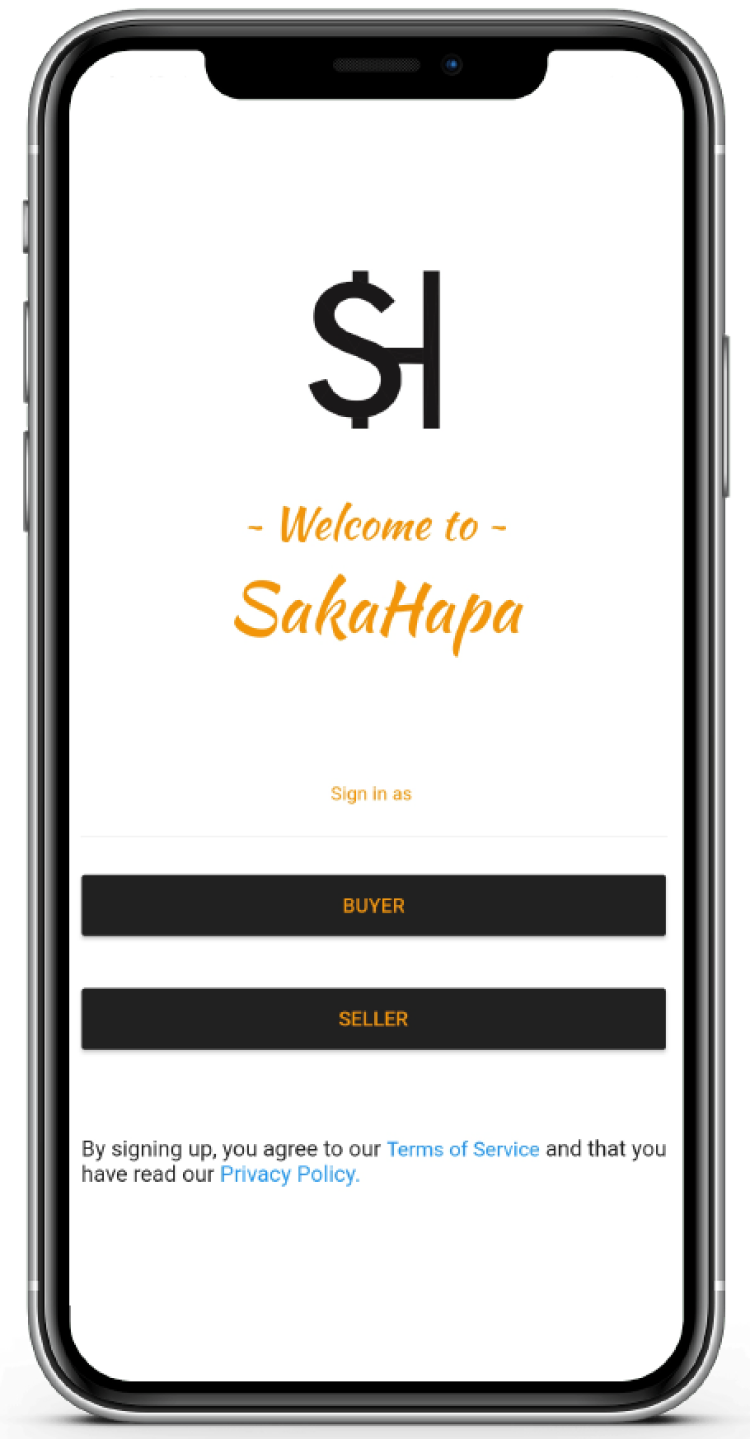 SH
- Welcome to -
SakaHapa
Sign in as
BUYER
SELLER
By signing up, you agree to our Terms of Service and that you
have read our Privacy Policy.